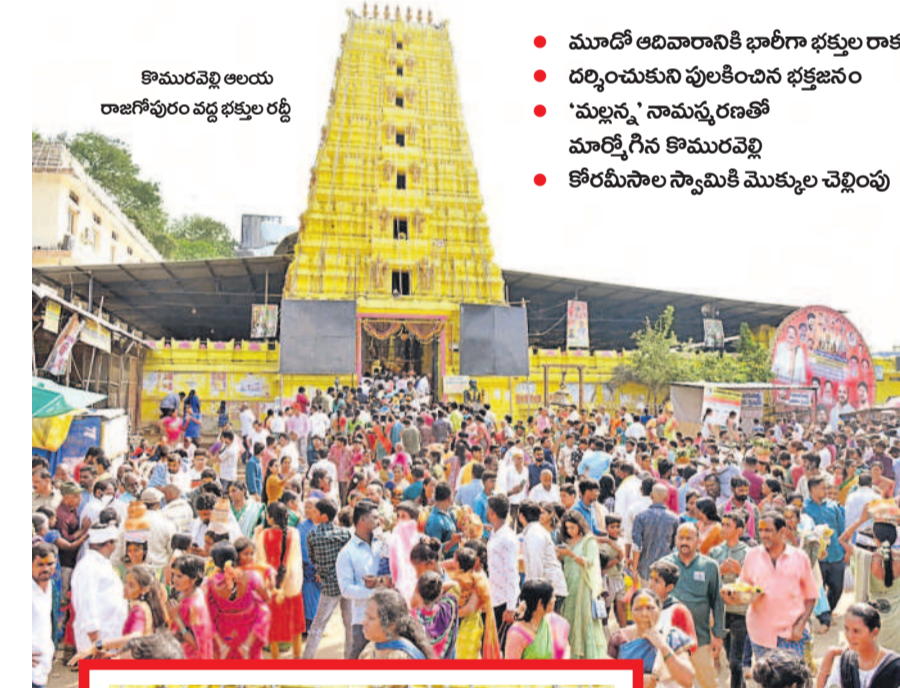 కొమురవెల్లి ఆలయ
రాజగోపురం వద్ద భక్తుల రద్దీ
● మూడో ఆదివారానికి భారీగా భక్తుల రాక
● దర్శించుకుని పులకించిన భక్తజనం
● ‘మల్లన్న’ నామస్మరణతో
మార్మోగిన కొమురవెల్లి
● కోరమీసాల స్వామికి మొక్కుల చెల్లింపు